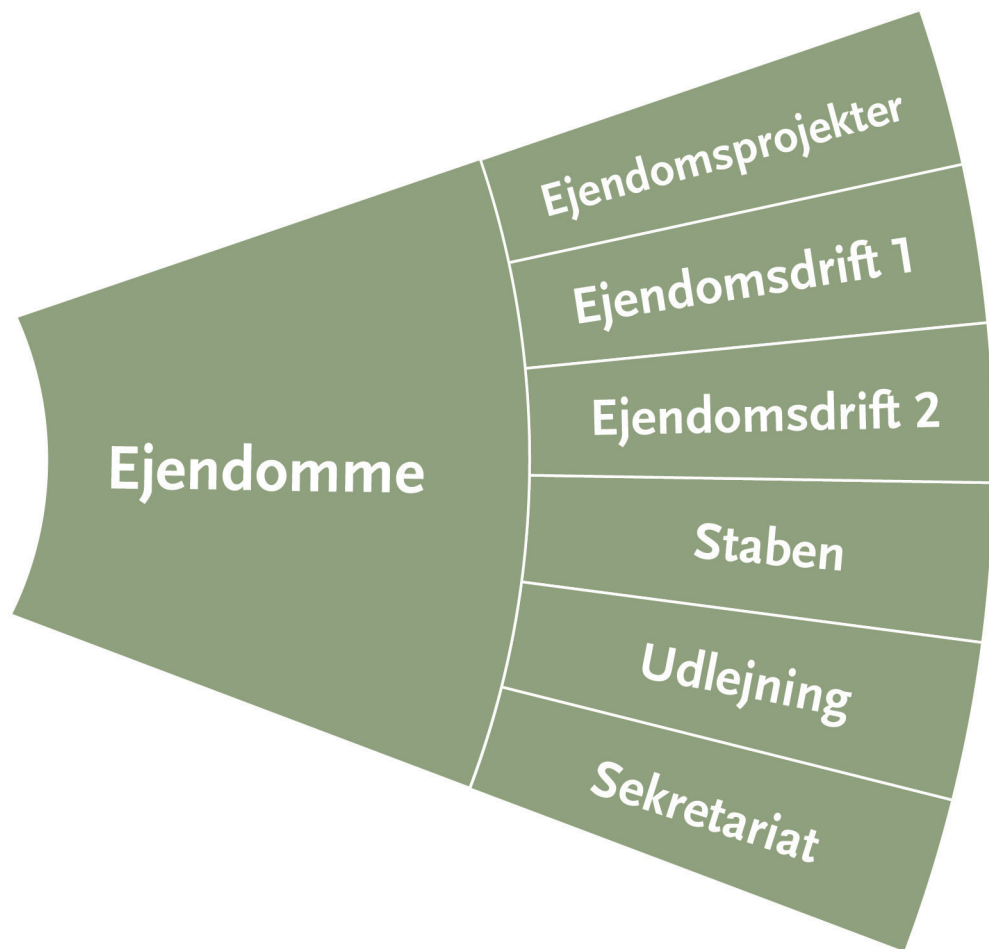 Ejendomme
Ejendomsprojekter
Ejendomsdrift 1
Ejendomsdrift 2
Staben
Udlejning
Sekretariat